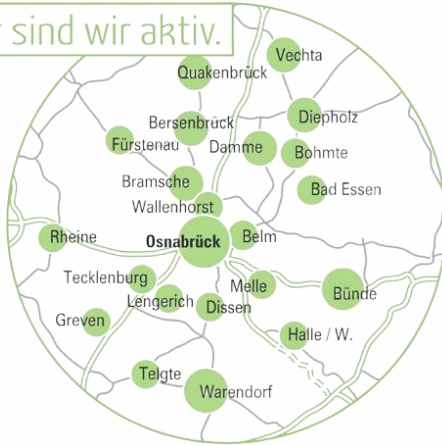 sind wir aktiv.
Vechta
Quakenbrück
Bersenbrück
Diepholz
Fürstenau
Damme
Bohmte
Bramsche
Bad Essen
Wallenhorst
Rheine
Osnabrück
Belm
Tecklenburg
Melle
Bünde
Lengerich
Dissen
Greven
Halle / W.
Telgte
Warendorf